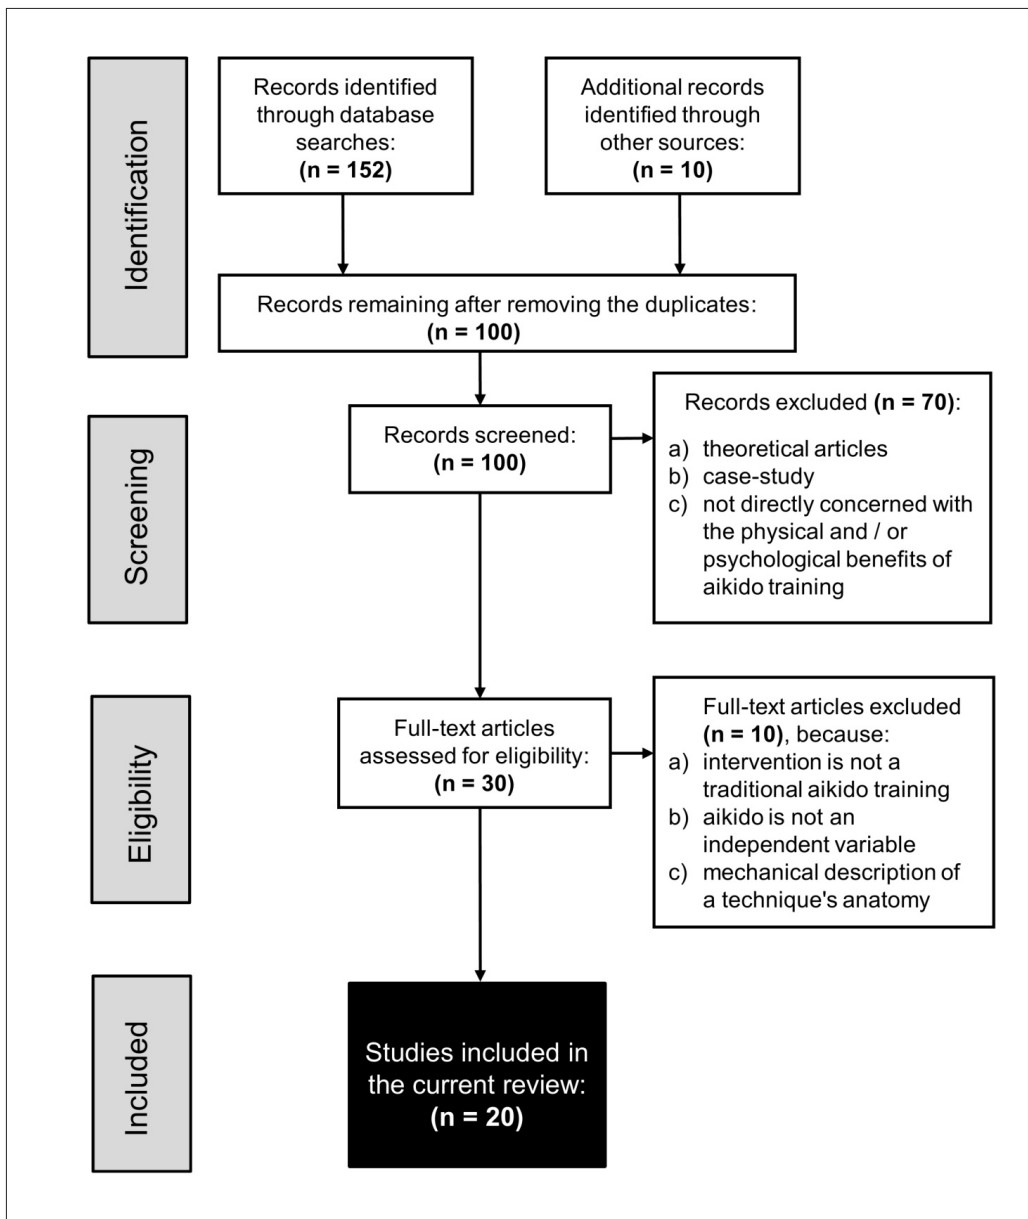 Identification
Records identified
through database
searches:
(n = 152)
Additional records
identified through
other sources:
(n = 10)
Records remaining after removing the duplicates:
(n = 100)
Screening
Records screened:
(n = 100)
Records excluded (n = 70):
a) theoretical articles
b) case-study
c) not directly concerned with
the physical and / or
psychological benefits of
aikido training
Eligibility
Full-text articles
assessed for eligibility:
(n = 30)
Full-text articles excluded
(n = 10), because:
a) intervention is not a
traditional aikido training
b) aikido is not an
independent variable
c) mechanical description of
a technique's anatomy
Included
Studies included in
the current review:
(n = 20)